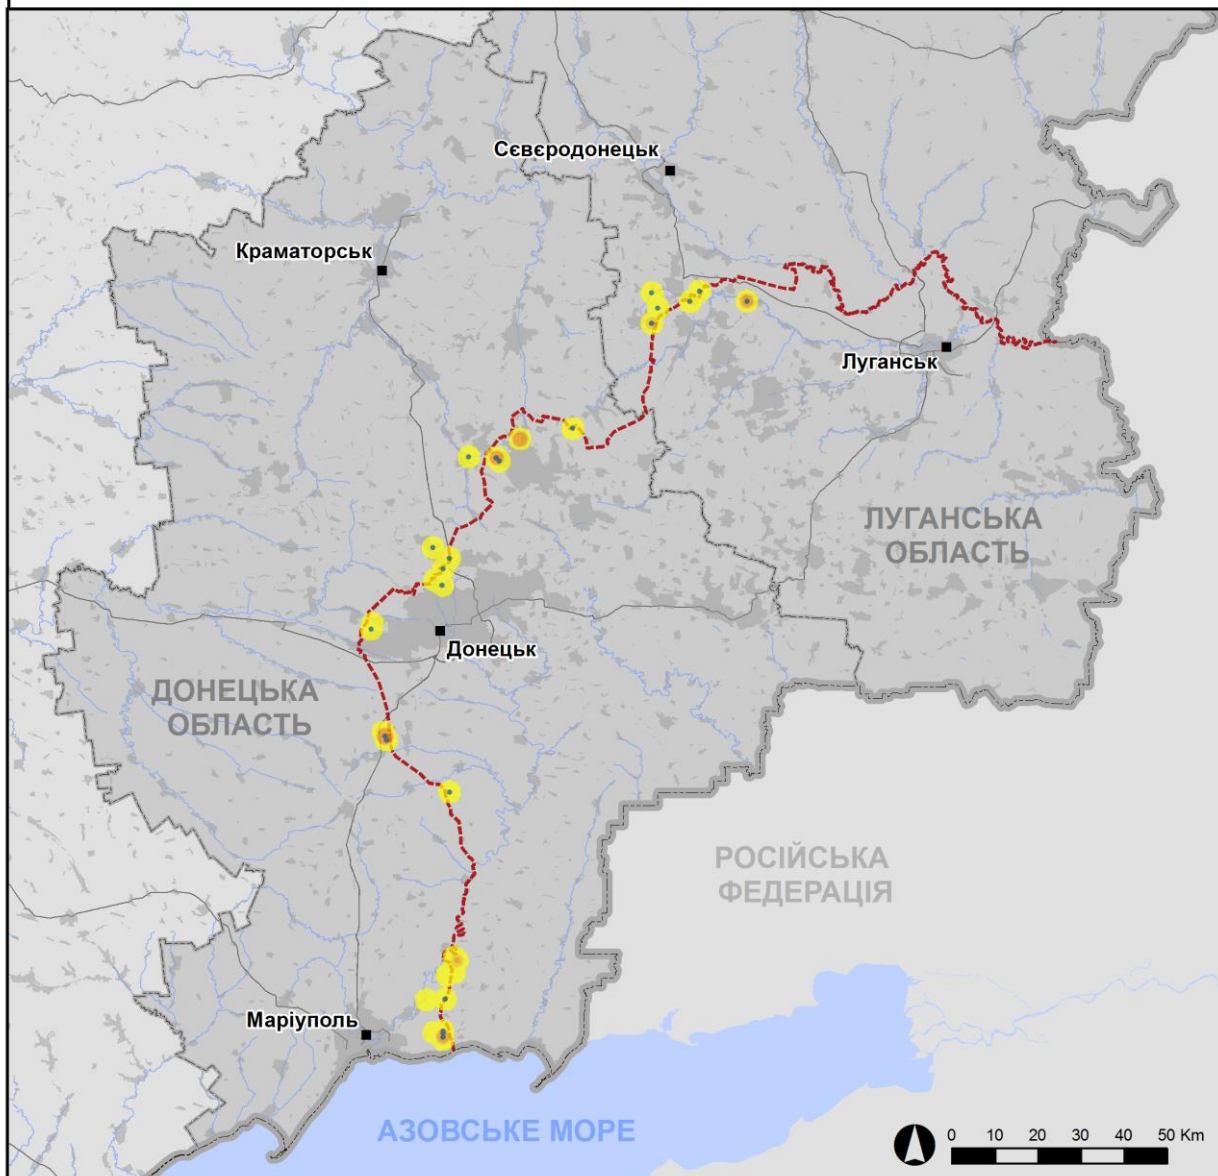 Сєвєродонецьк
Краматорськ
Луганськ
ЛУГАНСЬКА
ОБЛАСТЬ
Донецьк
ДОНЕЦЬКА
ОБЛАСТЬ
РОСІЙСЬКА
ФЕДЕРАЦІЯ
Маріуполь
АЗОВСЬКЕ МОРЕ
0 10 20 30 40 50 Km